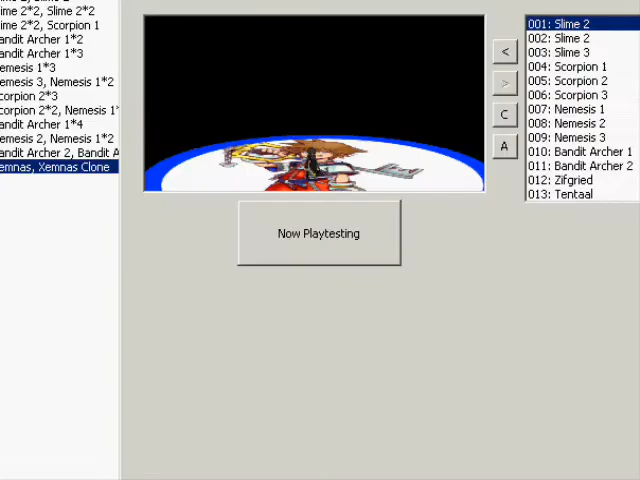 ime 2*2, Slime 2*2
ime 2*2, Scorpion 1
andit Archer 1*2
andit Archer 1*3
emesis 1*3
emesis 3, Nemesis 1*2
corpion 2*3
corpion 2*2, Nemesis 1*
andit Archer 1*4
emesis 2, Nemesis 1*2
andit Archer 2, Bandit A
emnas, Xemnas Clone
<
>
C
A
Now Playtesting
001: Slime 2
002: Slime 2
003: Slime 3
004: Scorpion 1
005: Scorpion 2
006: Scorpion 3
007: Nemesis 1
008: Nemesis 2
009: Nemesis 3
010: Bandit Archer 1
011: Bandit Archer 2
012: Zifgried
013: Tentaal